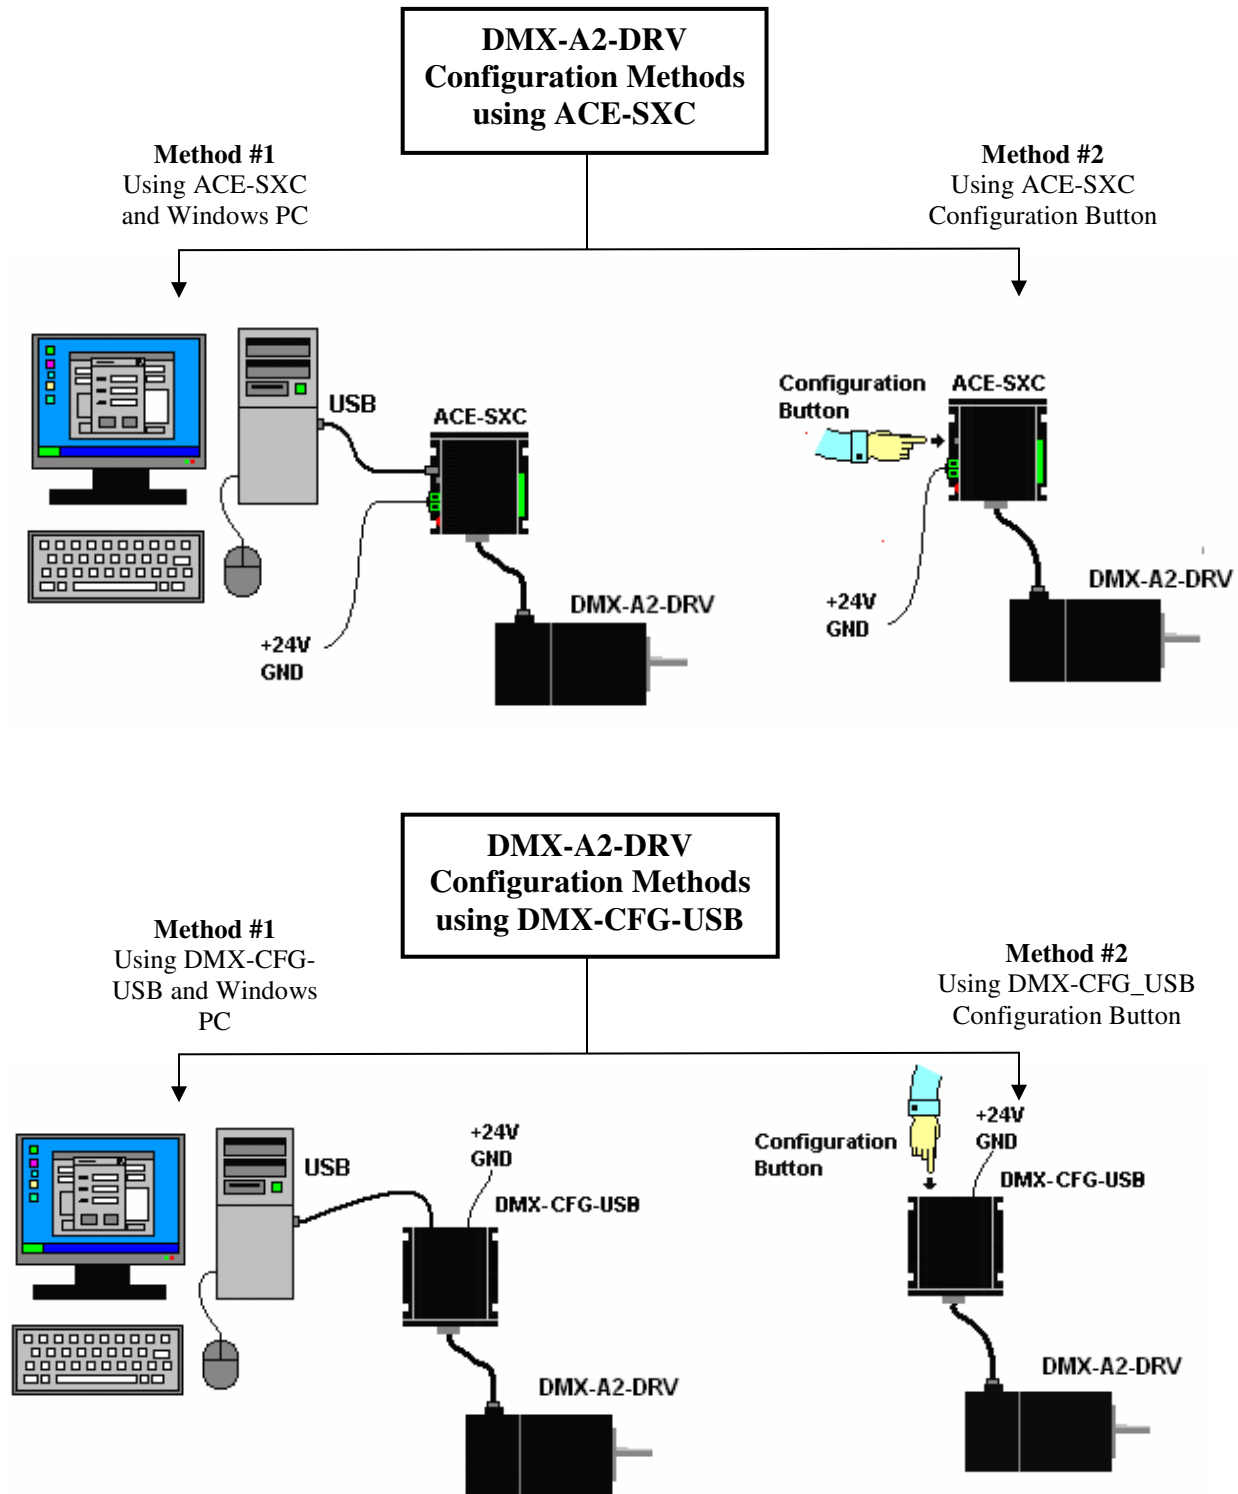 DMX-A2-DRV
Configuration Methods
using ACE-SXC
Method #1
Using ACE-SXC
and Windows PC
Method #2
Using ACE-SXC
Configuration Button
USB
ACE-SXC
+24V
GND
DMX-A2-DRV
Configuration
Button
ACE-SXC
+24V
GND
DMX-A2-DRV
DMX-A2-DRV
Configuration Methods
using DMX-CFG-USB
Method #1
Using DMX-CFG-
USB and Windows
PC
Method #2
Using DMX-CFG_USB
Configuration Button
USB
+24V
GND
DMX-CFG-USB
DMX-A2-DRV
Configuration
Button
+24V
GND
DMX-CFG-USB
DMX-A2-DRV